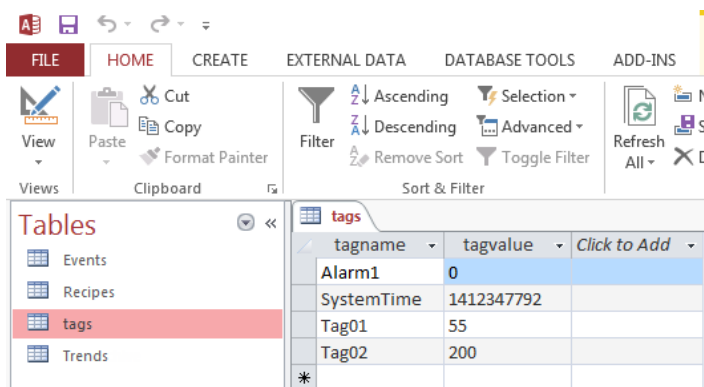 FILE HOME CREATE EXTERNAL DATA DATABASE TOOLS ADD-INS
View
Views
Paste
Cut
Copy
Format Painter
Clipboard
Filter
Ascending
Descending
Remove Sort
Selection
Advanced
Toggle Filter
Sort & Filter
Refresh
All
Tables
Events
Recipes
tags
Trends
tags
tagname tagvalue Click to Add
Alarm1 0
SystemTime 1412347792
Tag01 55
Tag02 200